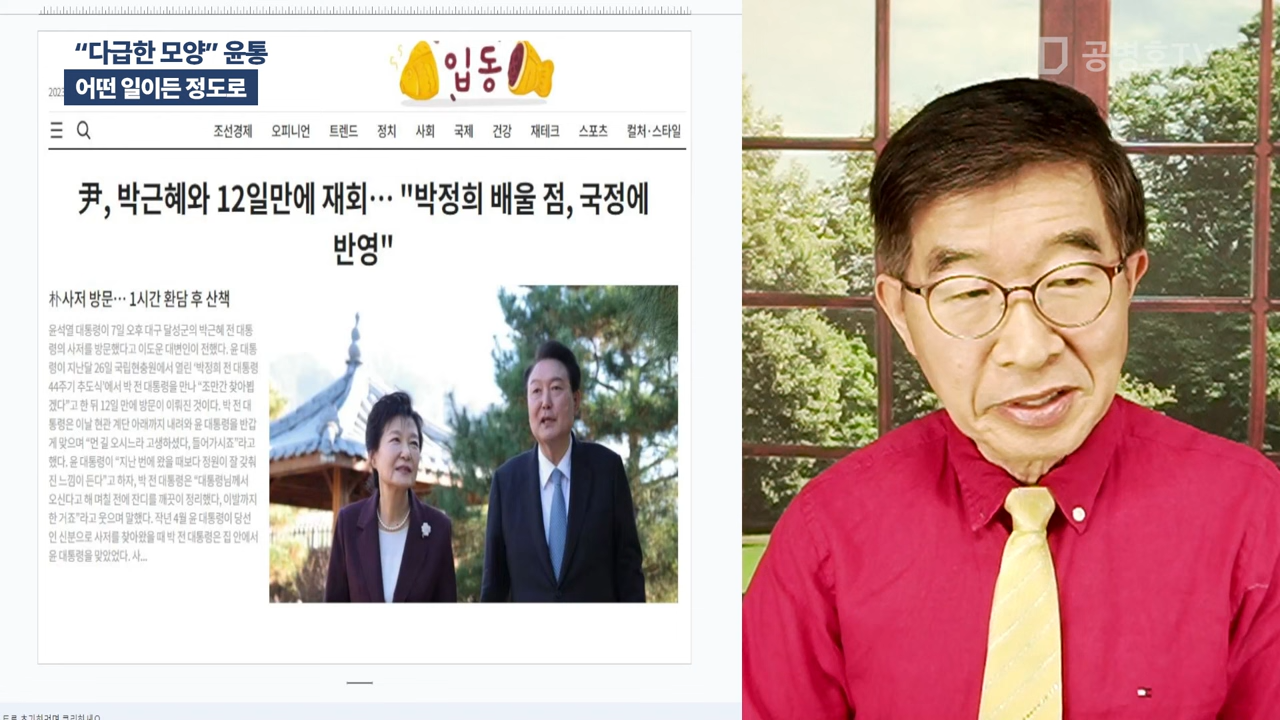 “다급한 모양” 윤통
어떤 일이든 정도로
공병호TV
입동
조선경제 오피니언 트렌드 정치 사회 국제 건강 재테크 스포츠 컬처·스타일
尹, 박근혜와 12일만에 재회… "박정희 배울 점, 국정에
반영"
朴사저 방문… 1시간 환담 후 산책
윤석열 대통령이 7일 오후 대구 달성군의 박근혜 전 대통
령의 사저를 방문했다고 이도운 대변인이 전했다. 윤 대통
령이 지난달 26일 국립현충원에서 열린 ‘박정희 전 대통령
44주기 추도식’에서 박 전 대통령을 만나 “조만간 찾아뵙
겠다”고 한 뒤 12일 만에 방문이 이뤄진 것이다. 박 전 대
통령은 이날 현관 계단 아래까지 내려와 윤 대통령을 반갑
게 맞으며 “먼 길 오시느라 고생하셨다, 들어가시죠”라고
했다. 윤 대통령이 “지난 번에 왔을 때보다 정원이 잘 갖춰
진 느낌이 든다”고 하자, 박 전 대통령은 “대통령님께서
오신다고 해 며칠 전에 잔디를 깨끗이 정리했다, 이발까지
한 거죠”라고 웃으며 말했다. 작년 4월 윤 대통령이 당선
인 신분으로 사저를 찾아왔을 때 박 전 대통령은 집 안에서
윤 대통령을 맞았었다. 사...